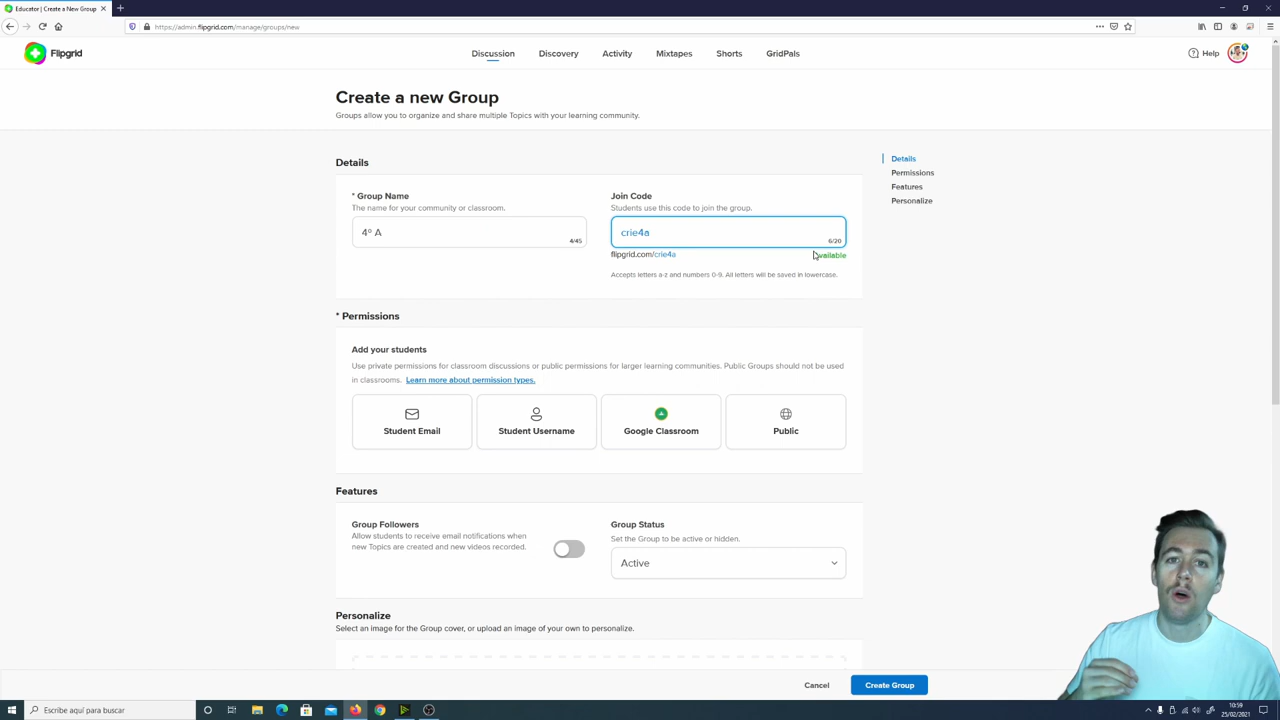 Educator | Create a New Group
https://admin.flipgrid.com/manage/groups/new
Flipgrid
Discussion
Discovery
Activity
Mixtapes
Shorts
GridPals
Help
Create a new Group
Groups allow you to organize and share multiple Topics with your learning community.
Details
Details
Permissions
Features
Personalize
* Group Name
The name for your community or classroom.
4º A
4/45
Join Code
Students use this code to join the group.
crie4a
6/20
flipgrid.com/crie4a
Available
Accepts letters a-z and numbers 0-9. All letters will be saved in lowercase.
* Permissions
Add your students
Use private permissions for classroom discussions or public permissions for larger learning communities. Public Groups should not be used
in classrooms. Learn more about permission types.
Student Email
Student Username
Google Classroom
Public
Features
Group Followers
Allow students to receive email notifications when
new Topics are created and new videos recorded.
Group Status
Set the Group to be active or hidden.
Active
Personalize
Select an image for the Group cover, or upload an image of your own to personalize.
Cancel
Create Group
Escribe aquí para buscar
10:59
25/02/2021